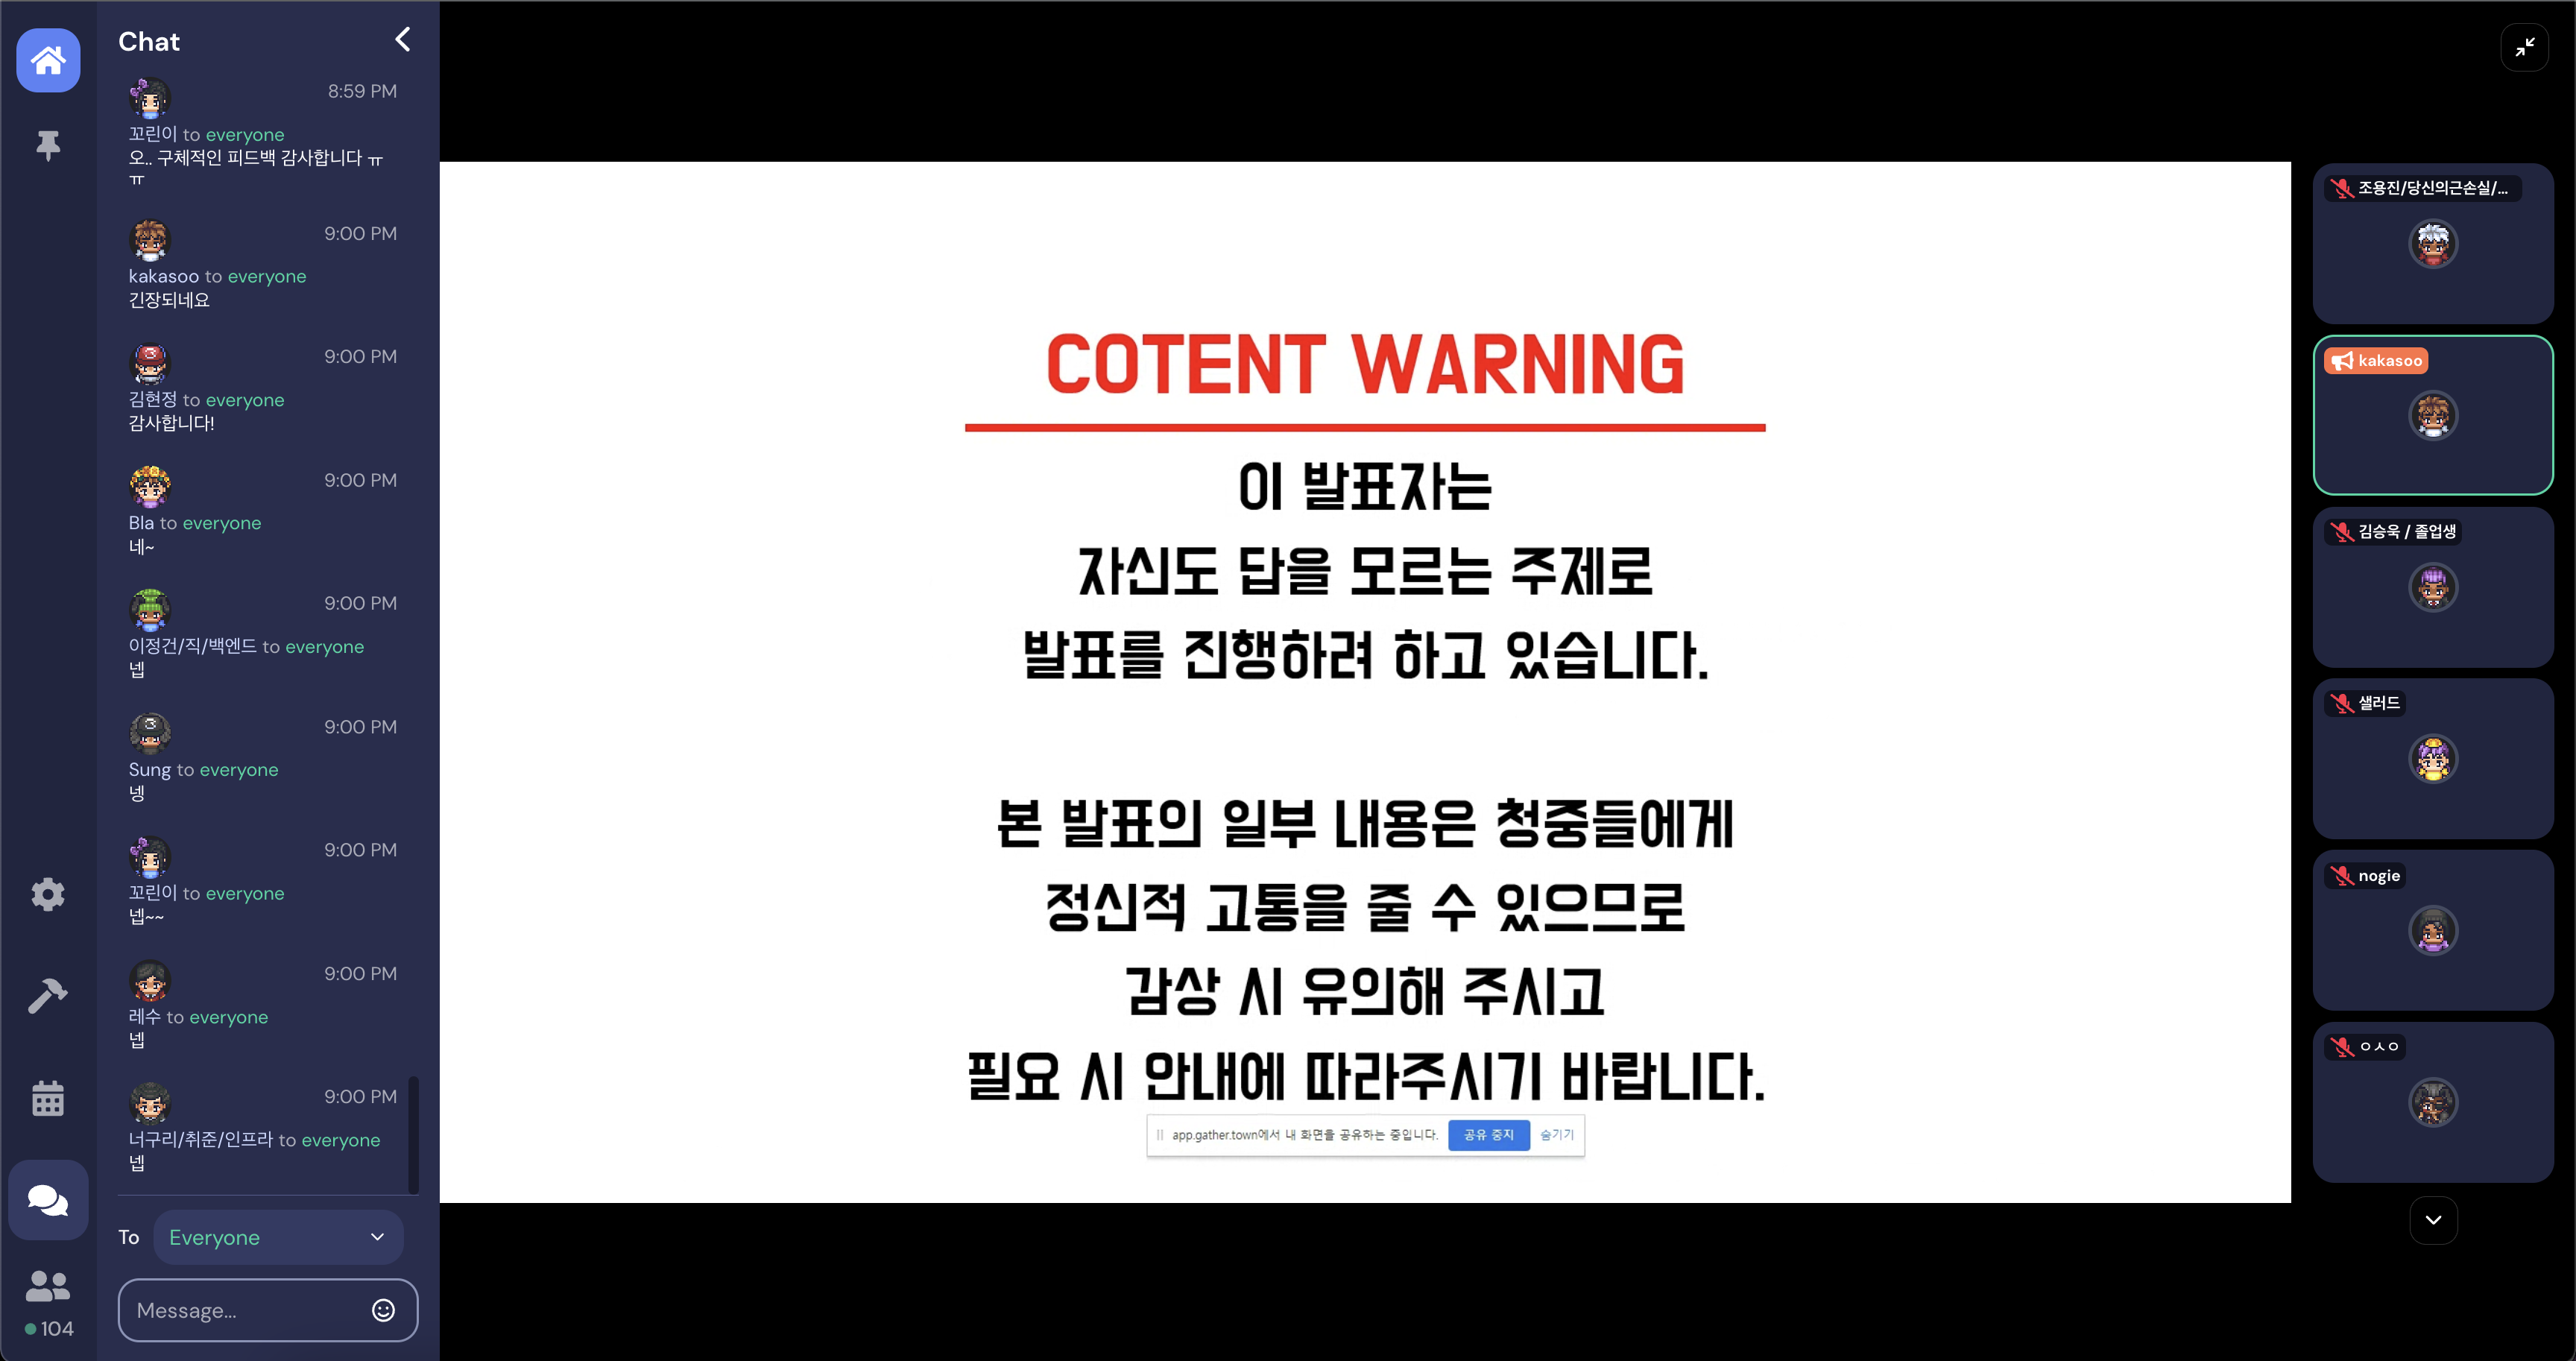 Chat
8:59 PM
꼬린이 to everyone
오.. 구체적인 피드백 감사합니다 ㅠ
ㅠ
9:00 PM
kakasoo to everyone
긴장되네요
9:00 PM
김현정 to everyone
감사합니다!
9:00 PM
Bla to everyone
네~
9:00 PM
이정건/직/백엔드 to everyone
넵
9:00 PM
Sung to everyone
넹
9:00 PM
꼬린이 to everyone
넵~~
9:00 PM
레수 to everyone
넵
9:00 PM
너구리/취준/인프라 to everyone
넵
To Everyone
Message...
104
COTENT WARNING
이 발표자는
자신도 답을 모르는 주제로
발표를 진행하려 하고 있습니다.
본 발표의 일부 내용은 청중들에게
정신적 고통을 줄 수 있으므로
감상 시 유의해 주시고
필요 시 안내에 따라주시기 바랍니다.
app.gather.town에서 내 화면을 공유하는 중입니다. 공유 중지 숨기기
조용진/당신의근손실/...
kakasoo
김승욱 / 졸업생
샐러드
nogie
ㅇㅅㅇ